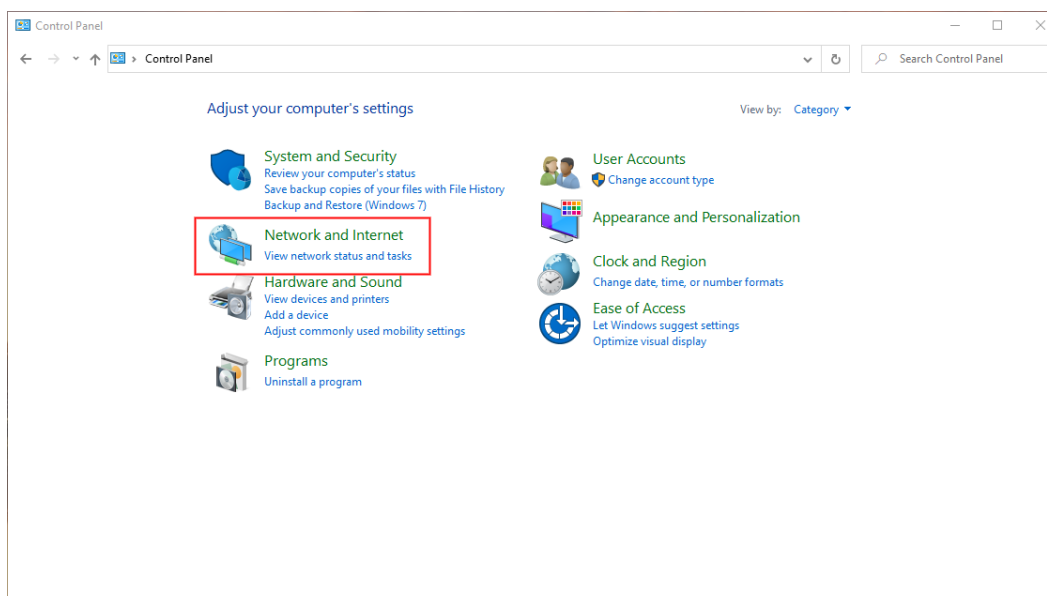 Control Panel
Control Panel
Search Control Panel
Adjust your computer's settings
View by: Category
System and Security
Review your computer's status
Save backup copies of your files with File History
Backup and Restore (Windows 7)
Network and Internet
View network status and tasks
Hardware and Sound
View devices and printers
Add a device
Adjust commonly used mobility settings
Programs
Uninstall a program
User Accounts
Change account type
Appearance and Personalization
Clock and Region
Change date, time, or number formats
Ease of Access
Let Windows suggest settings
Optimize visual display